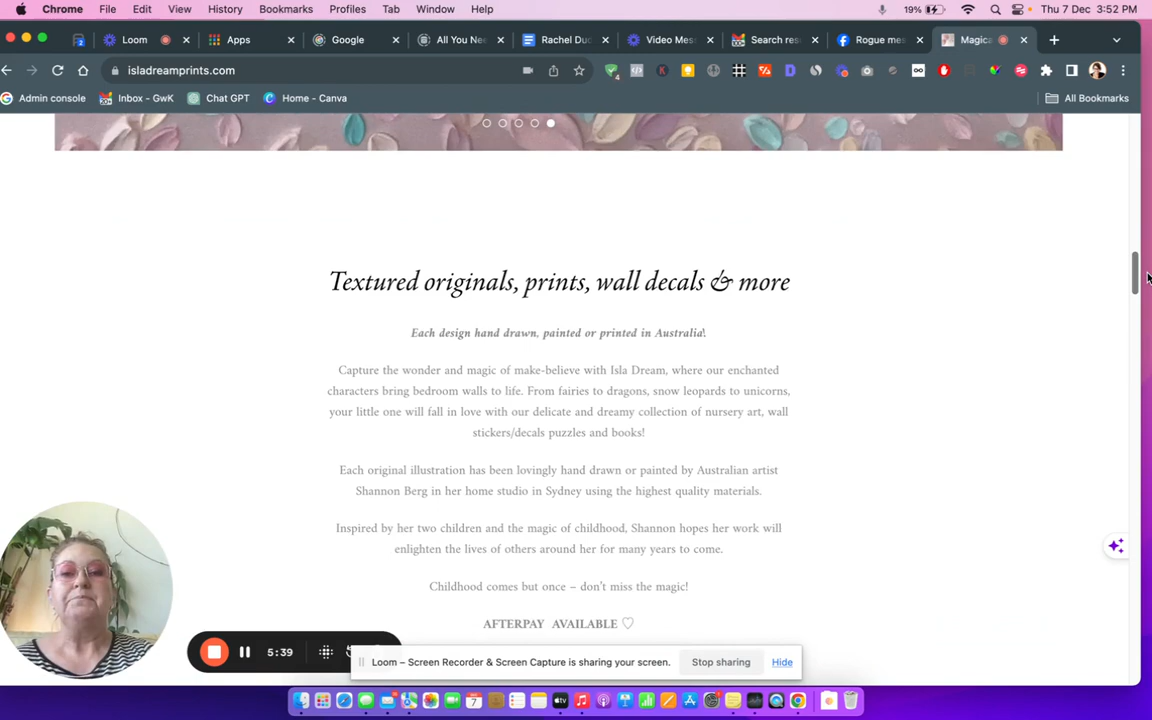 Chrome File Edit View History Bookmarks Profiles Tab Window Help 19% Thu 7 Dec 3:52 PM
Loom Apps Google All You Nee Rachel Dud Video Mes Search res Rogue me Magica
isladreamprints.com
Admin console Inbox - GwK Chat GPT Home - Canva All Bookmarks
Textured originals, prints, wall decals & more
Each design hand drawn, painted or printed in Australia!.
Capture the wonder and magic of make-believe with Isla Dream, where our enchanted
characters bring bedroom walls to life. From fairies to dragons, snow leopards to unicorns,
your little one will fall in love with our delicate and dreamy collection of nursery art, wall
stickers/decals puzzles and books!
Each original illustration has been lovingly hand drawn or painted by Australian artist
Shannon Berg in her home studio in Sydney using the highest quality materials.
Inspired by her two children and the magic of childhood, Shannon hopes her work will
enlighten the lives of others around her for many years to come.
Childhood comes but once – don't miss the magic!
AFTERPAY AVAILABLE ♡
5:39
Loom – Screen Recorder & Screen Capture is sharing your screen. Stop sharing Hide